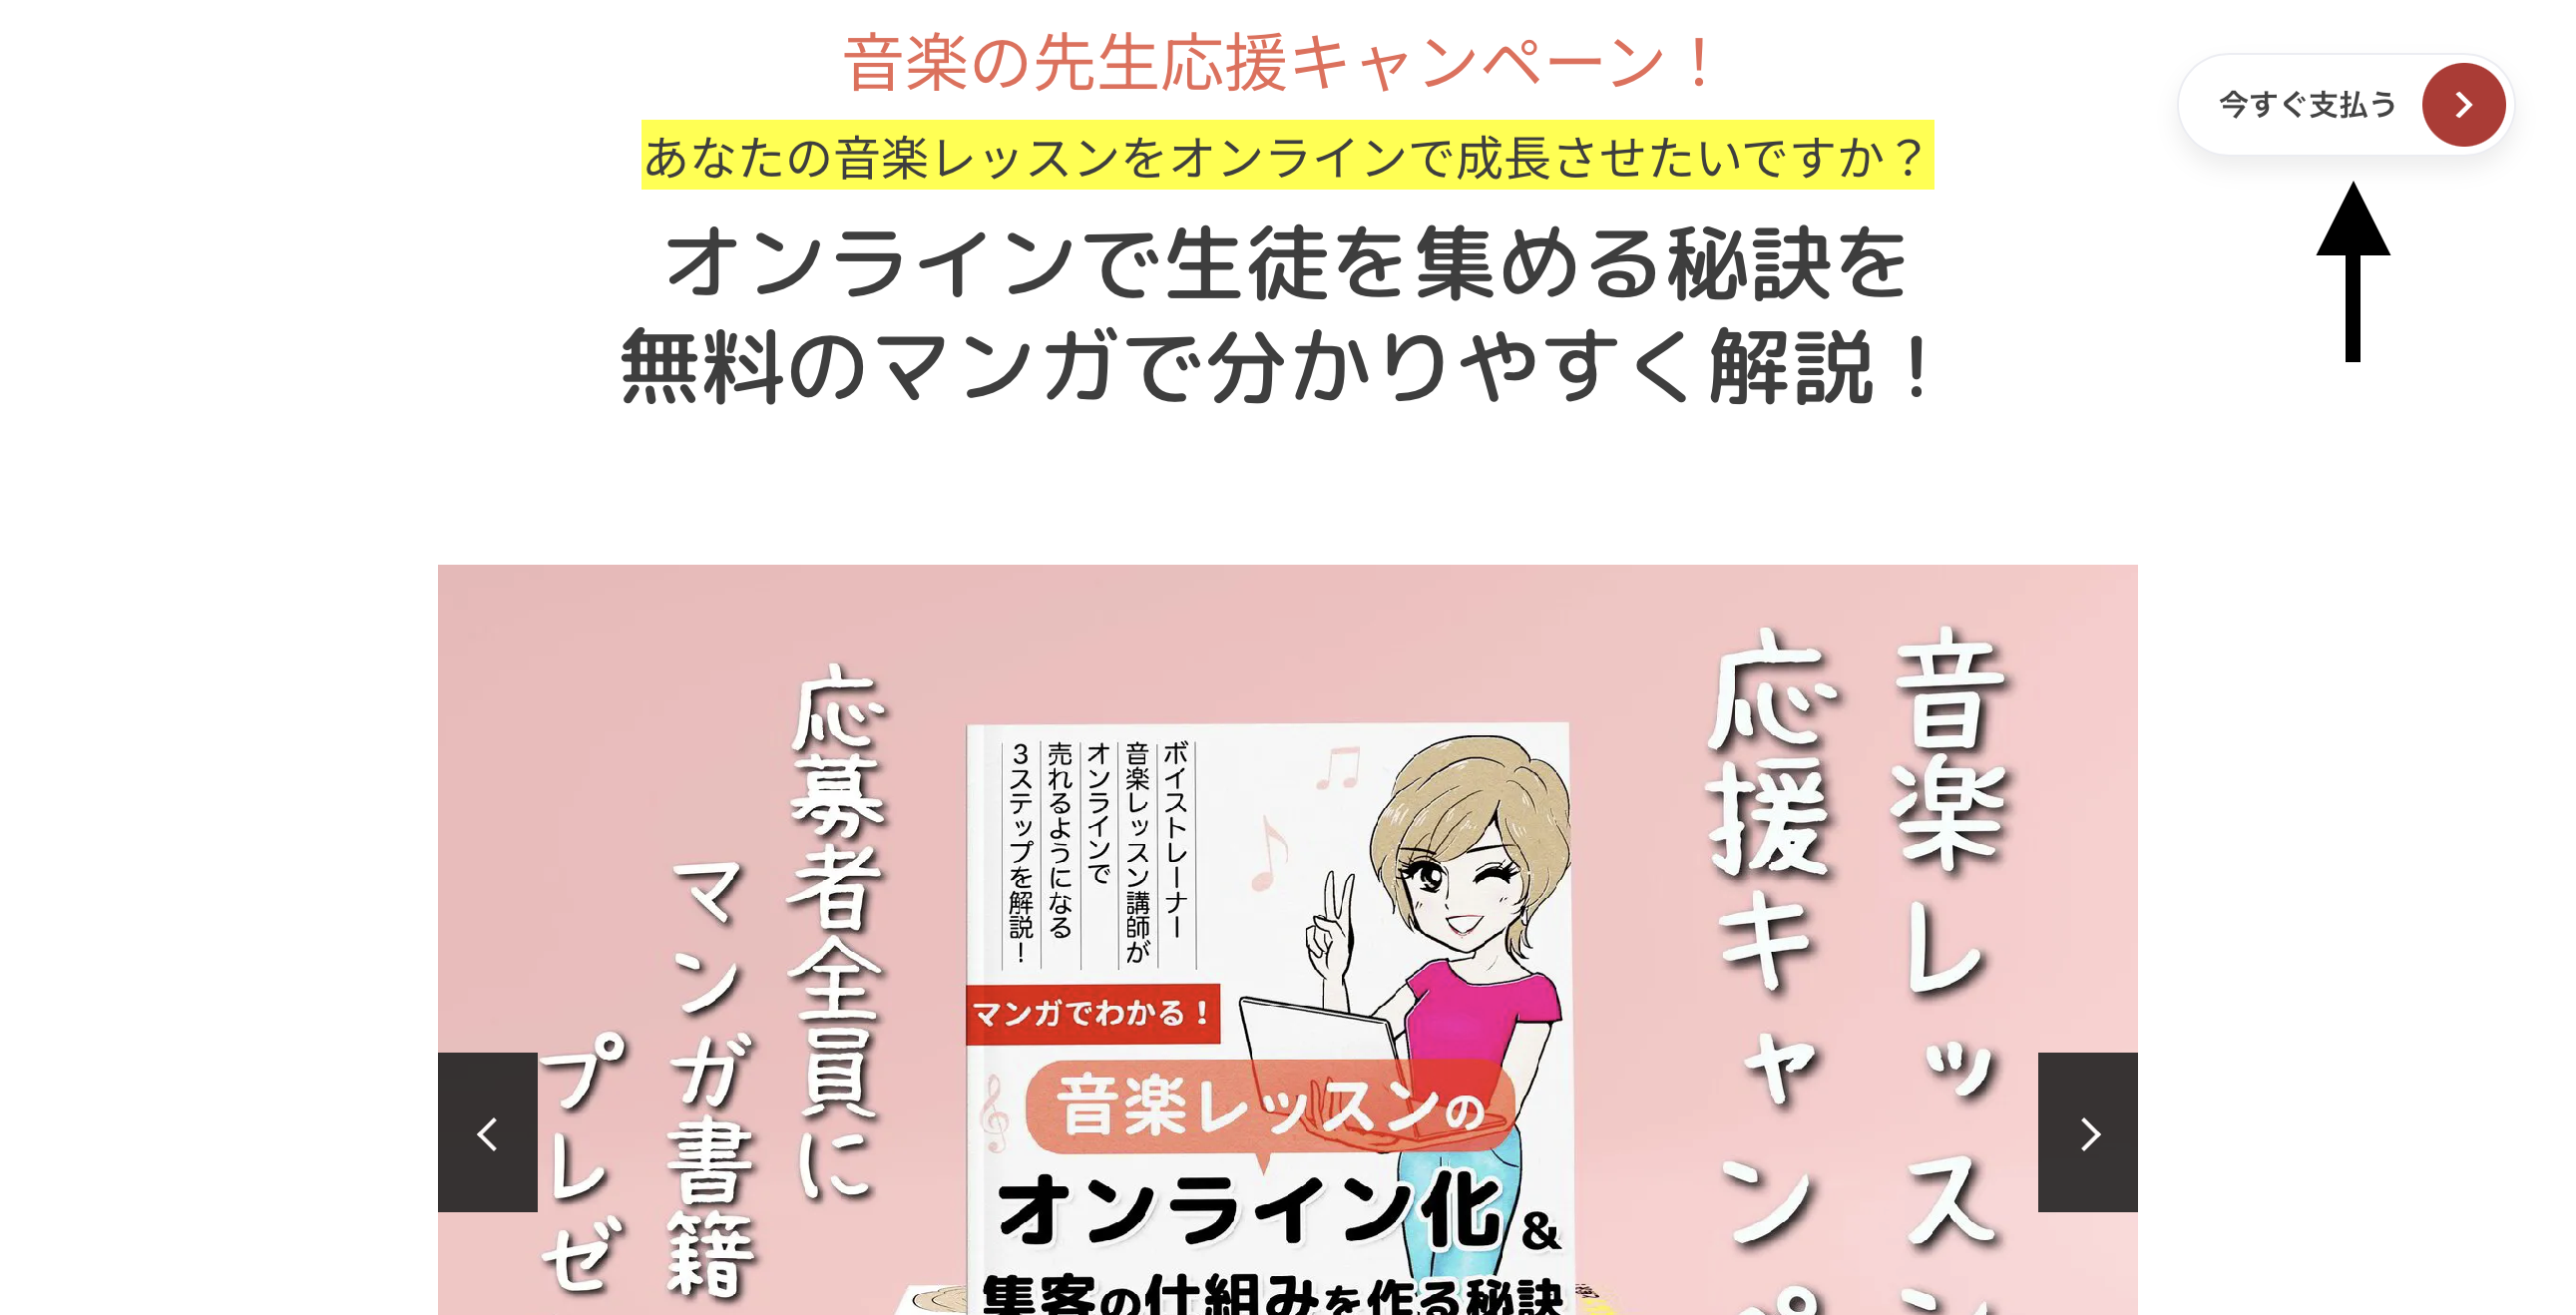 音楽の先生応援キャンペーン！
今すぐ支払う
あなたの音楽レッスンをオンラインで成長させたいですか？
オンラインで生徒を集める秘訣を
無料のマンガで分かりやすく解説！
音楽レッスン
応援キャンペ
ボイストレーナー
音楽レッスン講師が
オンラインで
売れるようになる
3ステップを解説！
マンガでわかる！
音楽レッスンの
オンライン化&
集客の仕組みを作る秘訣
応募者全員に
マンガ書籍
プレゼ